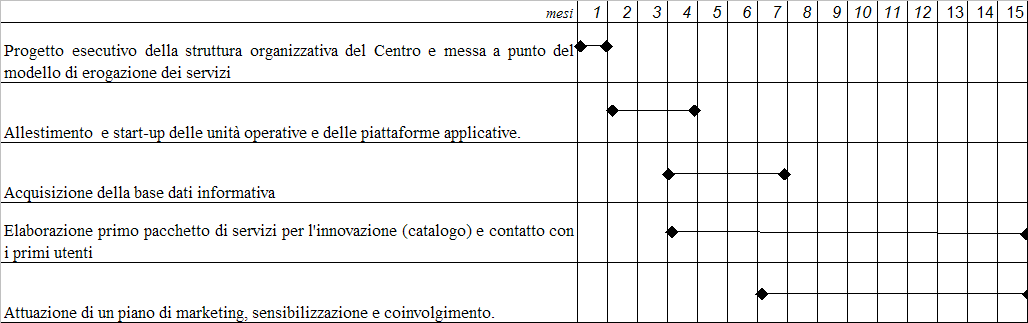 mesi 1 2 3 4 5 6 7 8 9 10 11 12 13 14 15
Progetto esecutivo della struttura organizzativa del Centro e messa a punto del
modello di erogazione dei servizi
Allestimento e start-up delle unità operative e delle piattaforme applicative.
Acquisizione della base dati informativa
Elaborazione primo pacchetto di servizi per l'innovazione (catalogo) e contatto con
i primi utenti
Attuazione di un piano di marketing, sensibilizzazione e coinvolgimento.